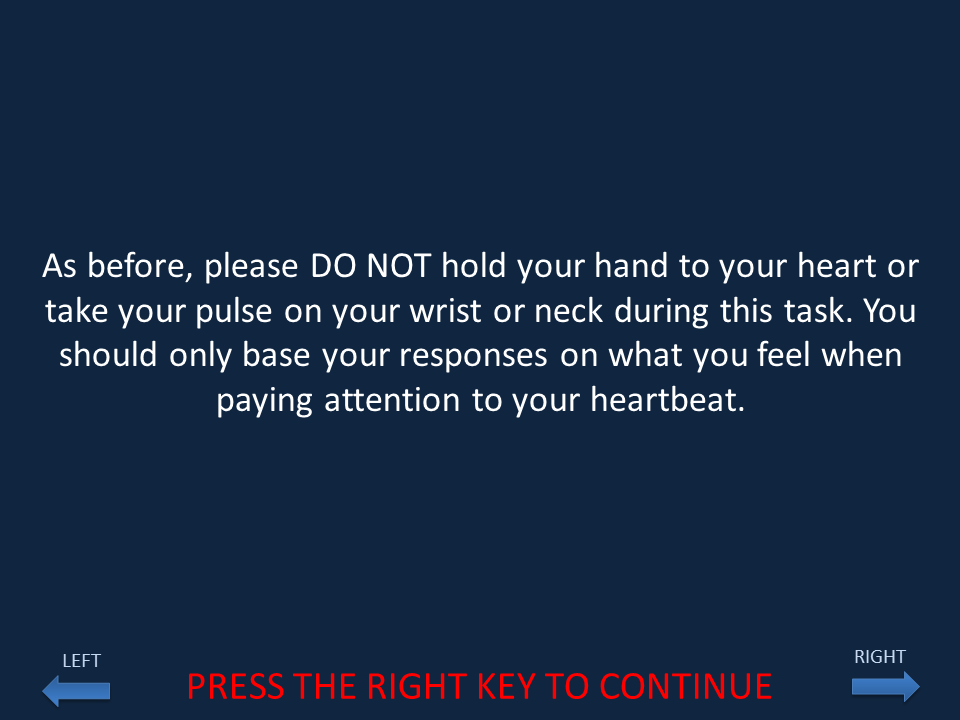 As before, please DO NOT hold your hand to your heart or
take your pulse on your wrist or neck during this task. You
should only base your responses on what you feel when
paying attention to your heartbeat.
LEFT
RIGHT
PRESS THE RIGHT KEY TO CONTINUE